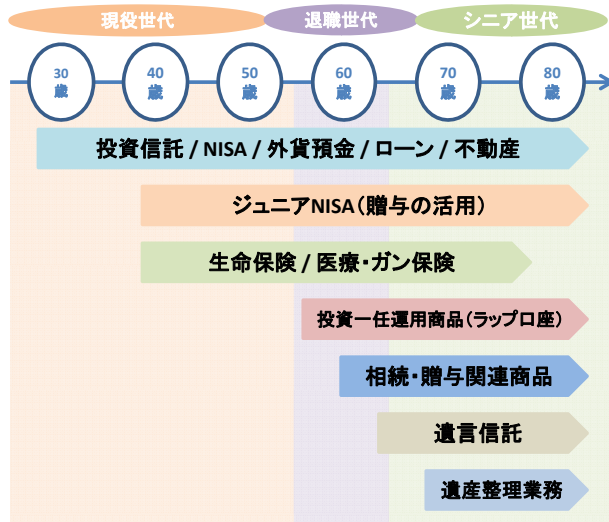 現役世代
退職世代
シニア世代
30
歳
40
歳
50
歳
60
歳
70
歳
80
歳
投資信託 / NISA / 外貨預金 / ローン / 不動産
ジュニアNISA（贈与の活用）
生命保険 / 医療・ガン保険
投資一任運用商品（ラップ口座）
相続・贈与関連商品
遺言信託
遺産整理業務